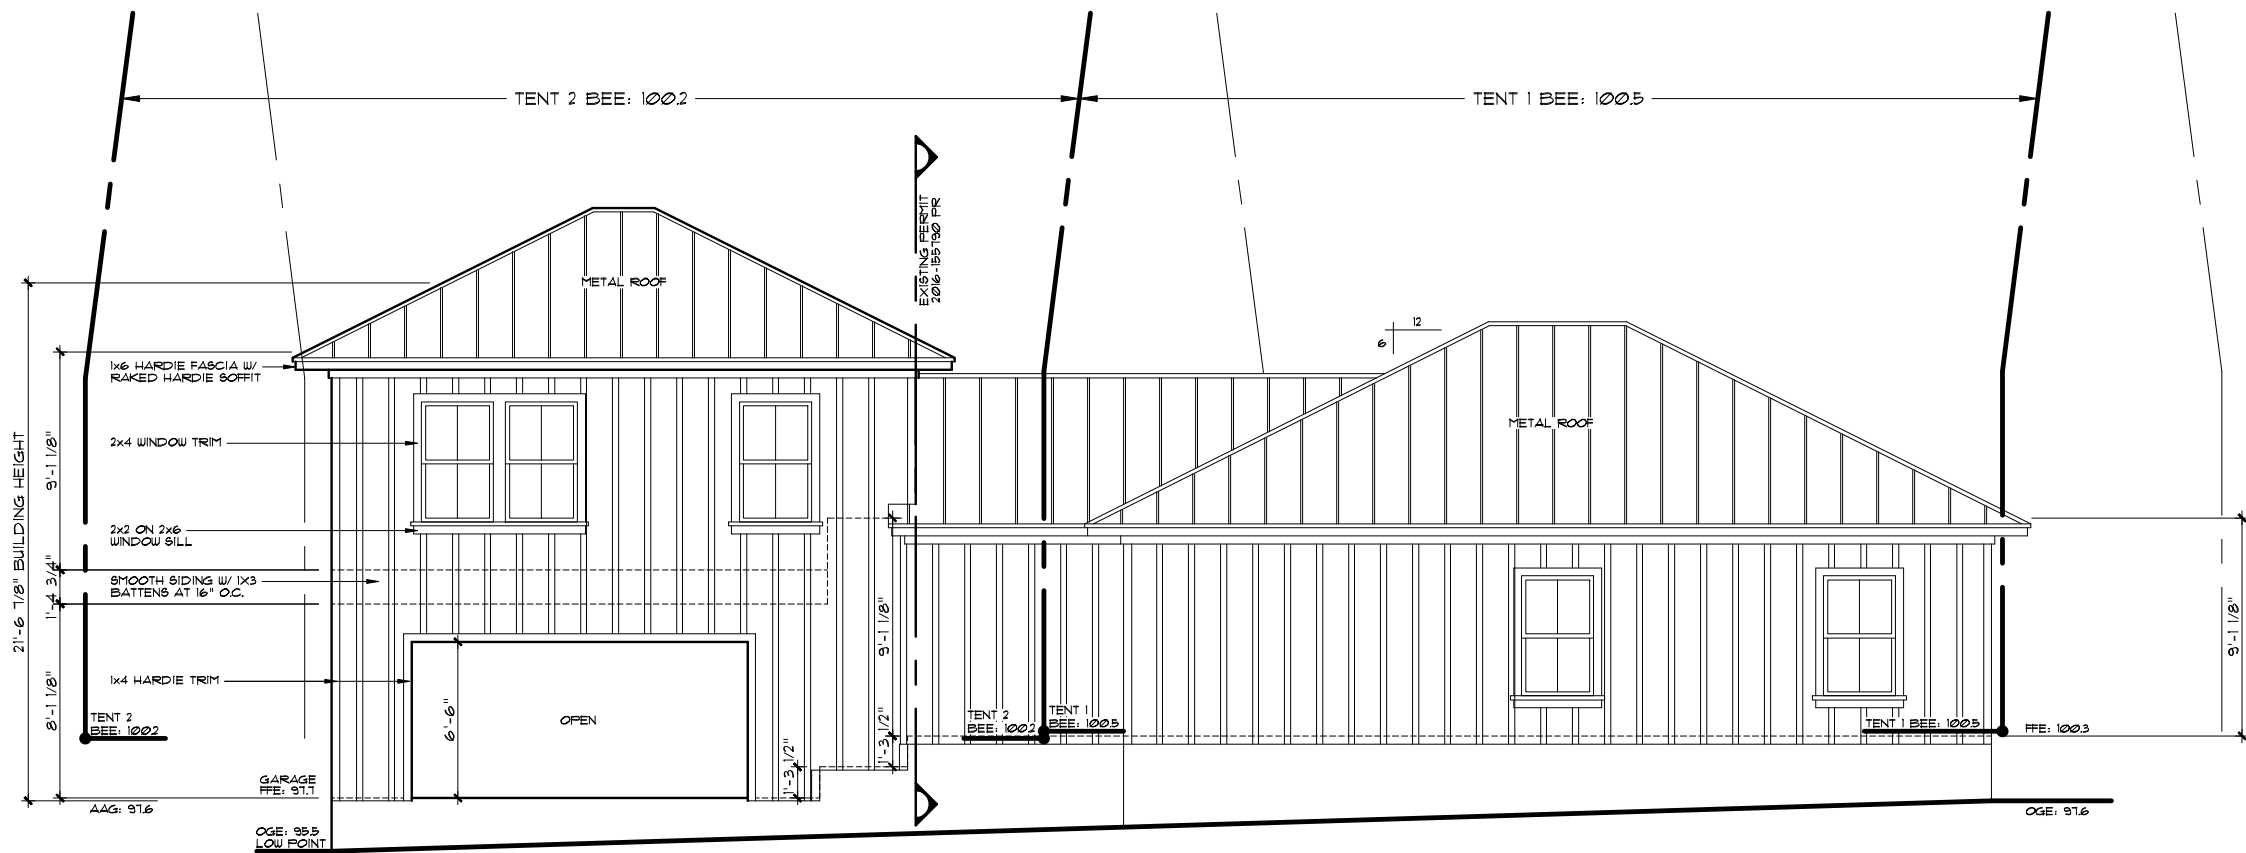 TENT 2 BEE: 100.2
TENT 1 BEE: 100.5
EXISTING PERMIT
2016-155790 PR
METAL ROOF
12
6
1x6 HARDIE FASCIA W/
RAKED HARDIE SOFFIT
METAL ROOF
2x4 WINDOW TRIM
21'-6 7/8" BUILDING HEIGHT
9'-1 1/8"
1'-4 3/4"
8'-1 1/8"
2x2 ON 2x6
WINDOW SILL
SMOOTH SIDING W/ 1X3
BATTENS AT 16" O.C.
1x4 HARDIE TRIM
TENT 2
BEE: 100.2
6'-6"
OPEN
9'-1 1/8"
1'-3 1/2"
1'-3 1/2"
TENT 2
BEE: 100.2
TENT 1
BEE: 100.5
TENT 1 BEE: 100.5
FFE: 100.3
9'-1 1/8"
GARAGE
FFE: 97.7
AAG: 97.6
OGE: 97.6
OGE: 95.5
LOW POINT